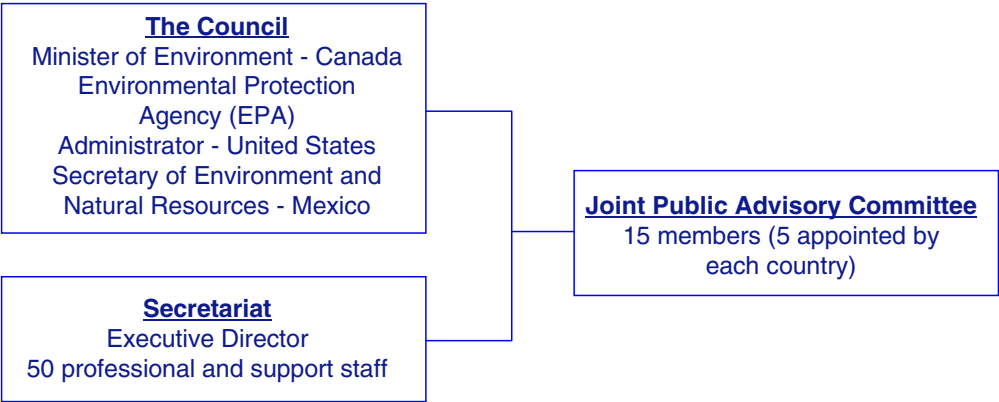 The Council
Minister of Environment - Canada
Environmental Protection
Agency (EPA)
Administrator - United States
Secretary of Environment and
Natural Resources - Mexico
Joint Public Advisory Committee
15 members (5 appointed by
each country)
Secretariat
Executive Director
50 professional and support staff